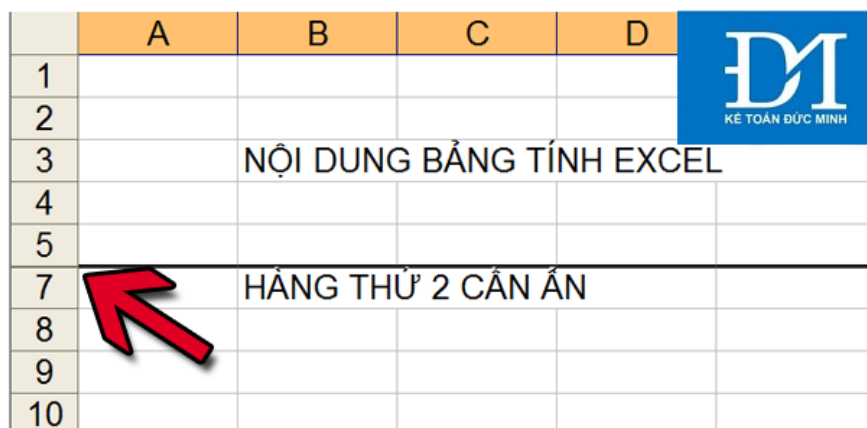 A B C D
ĐM
KẾ TOÁN ĐỨC MINH
1
2
3 NỘI DUNG BẢNG TÍNH EXCEL
4
5
7 HÀNG THỨ 2 CẦN ẨN
8
9
10